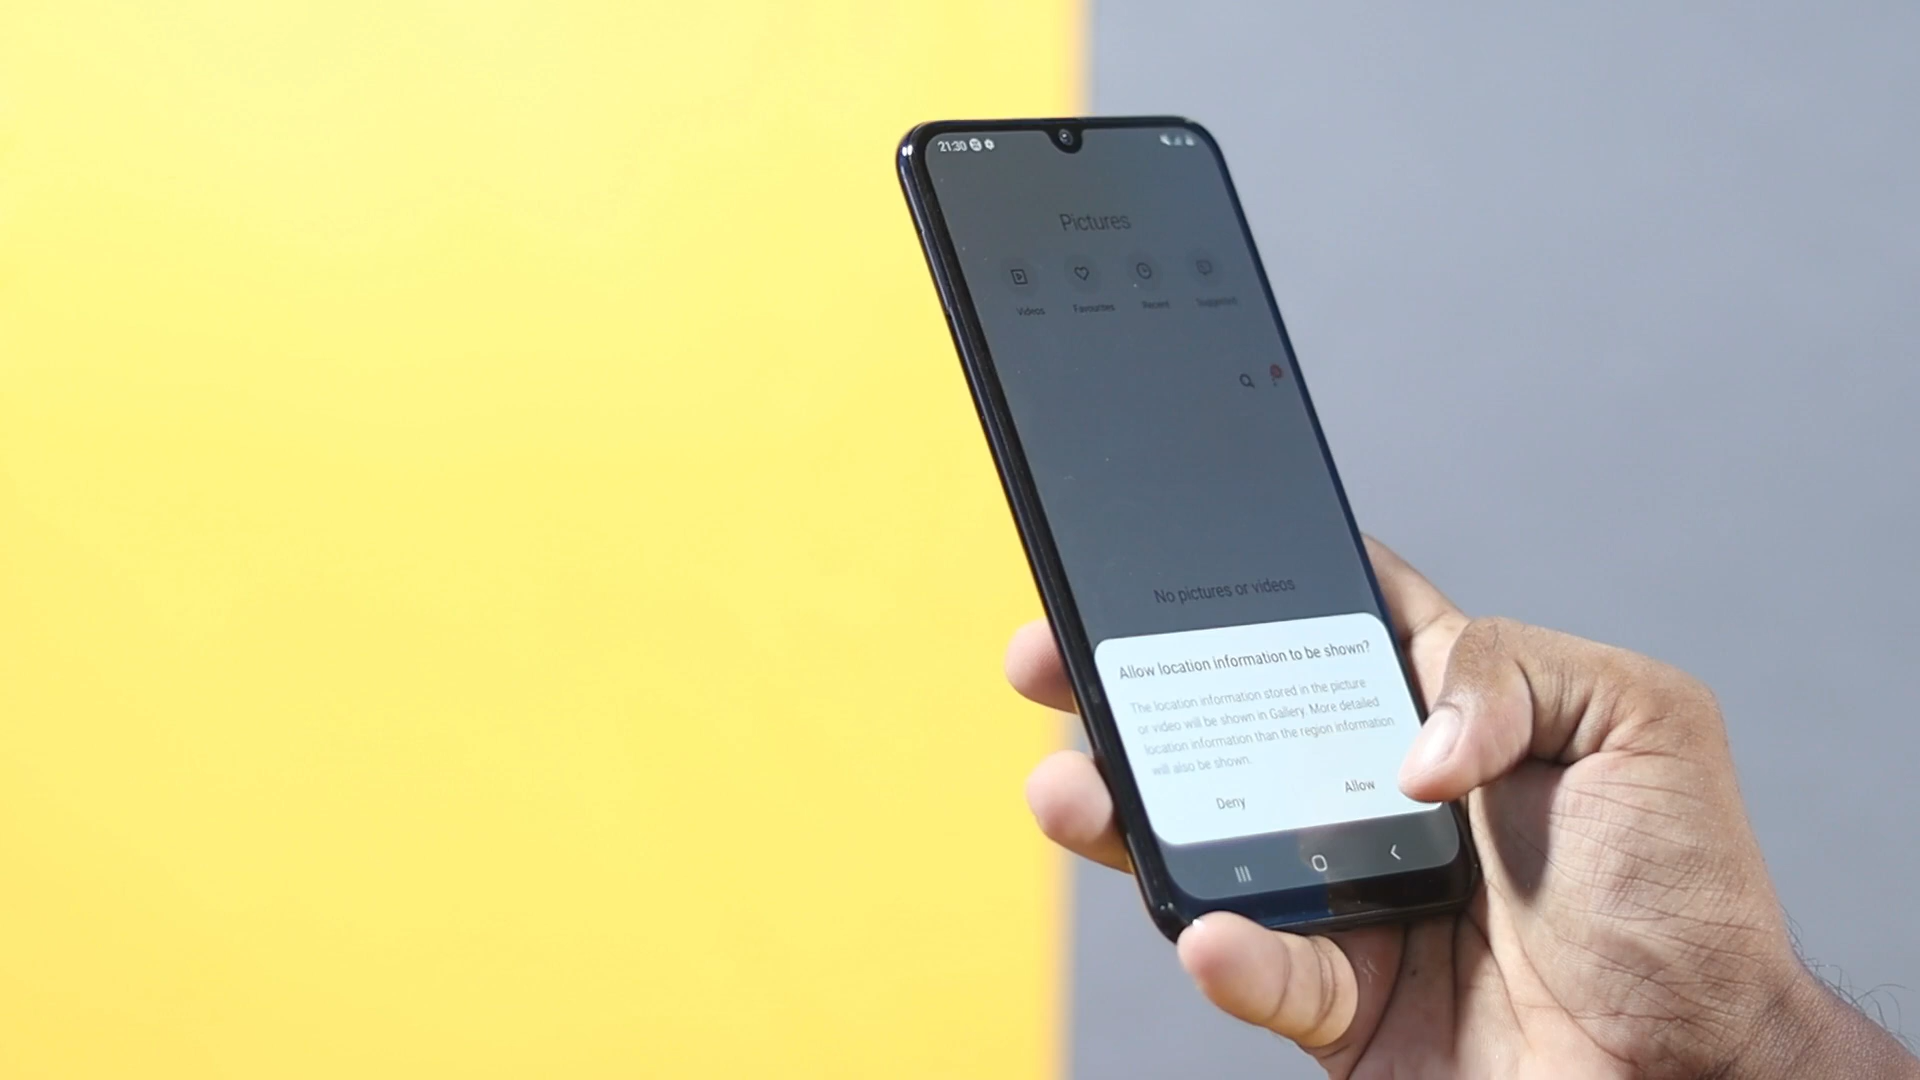 21:30
Pictures
Videos Favourites Recent Suggested
No pictures or videos
Allow location information to be shown?
The location information stored in the picture
or video will be shown in Gallery. More detailed
location information than the region information
will also be shown.
Deny Allow